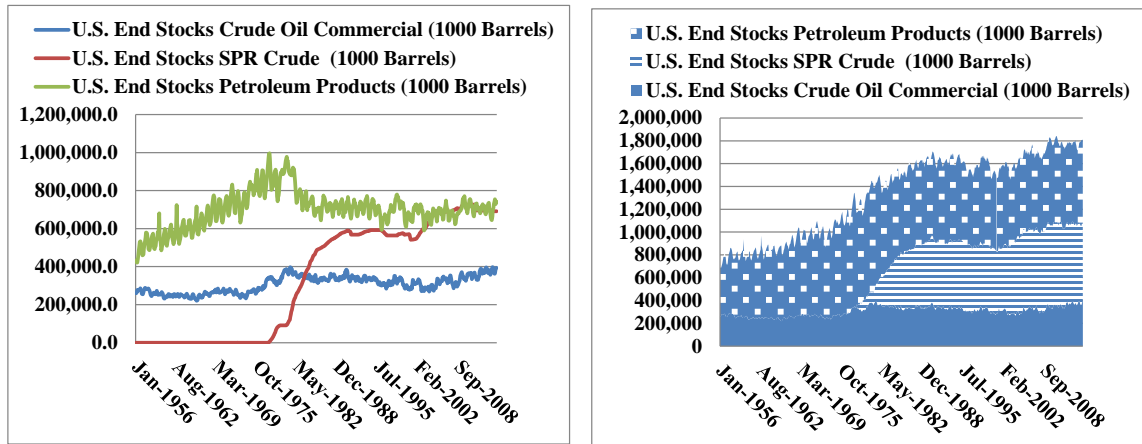 U.S. End Stocks Crude Oil Commercial (1000 Barrels)
U.S. End Stocks SPR Crude  (1000 Barrels)
U.S. End Stocks Petroleum Products (1000 Barrels)
1,200,000.0
1,000,000.0
800,000.0
600,000.0
400,000.0
200,000.0
0.0
Jan-1956
Aug-1962
Mar-1969
Oct-1975
May-1982
Dec-1988
Jul-1995
Feb-2002
Sep-2008
U.S. End Stocks Petroleum Products (1000 Barrels)
U.S. End Stocks SPR Crude  (1000 Barrels)
U.S. End Stocks Crude Oil Commercial (1000 Barrels)
2,000,000
1,800,000
1,600,000
1,400,000
1,200,000
1,000,000
800,000
600,000
400,000
200,000
0
Jan-1956
Aug-1962
Mar-1969
Oct-1975
May-1982
Dec-1988
Jul-1995
Feb-2002
Sep-2008